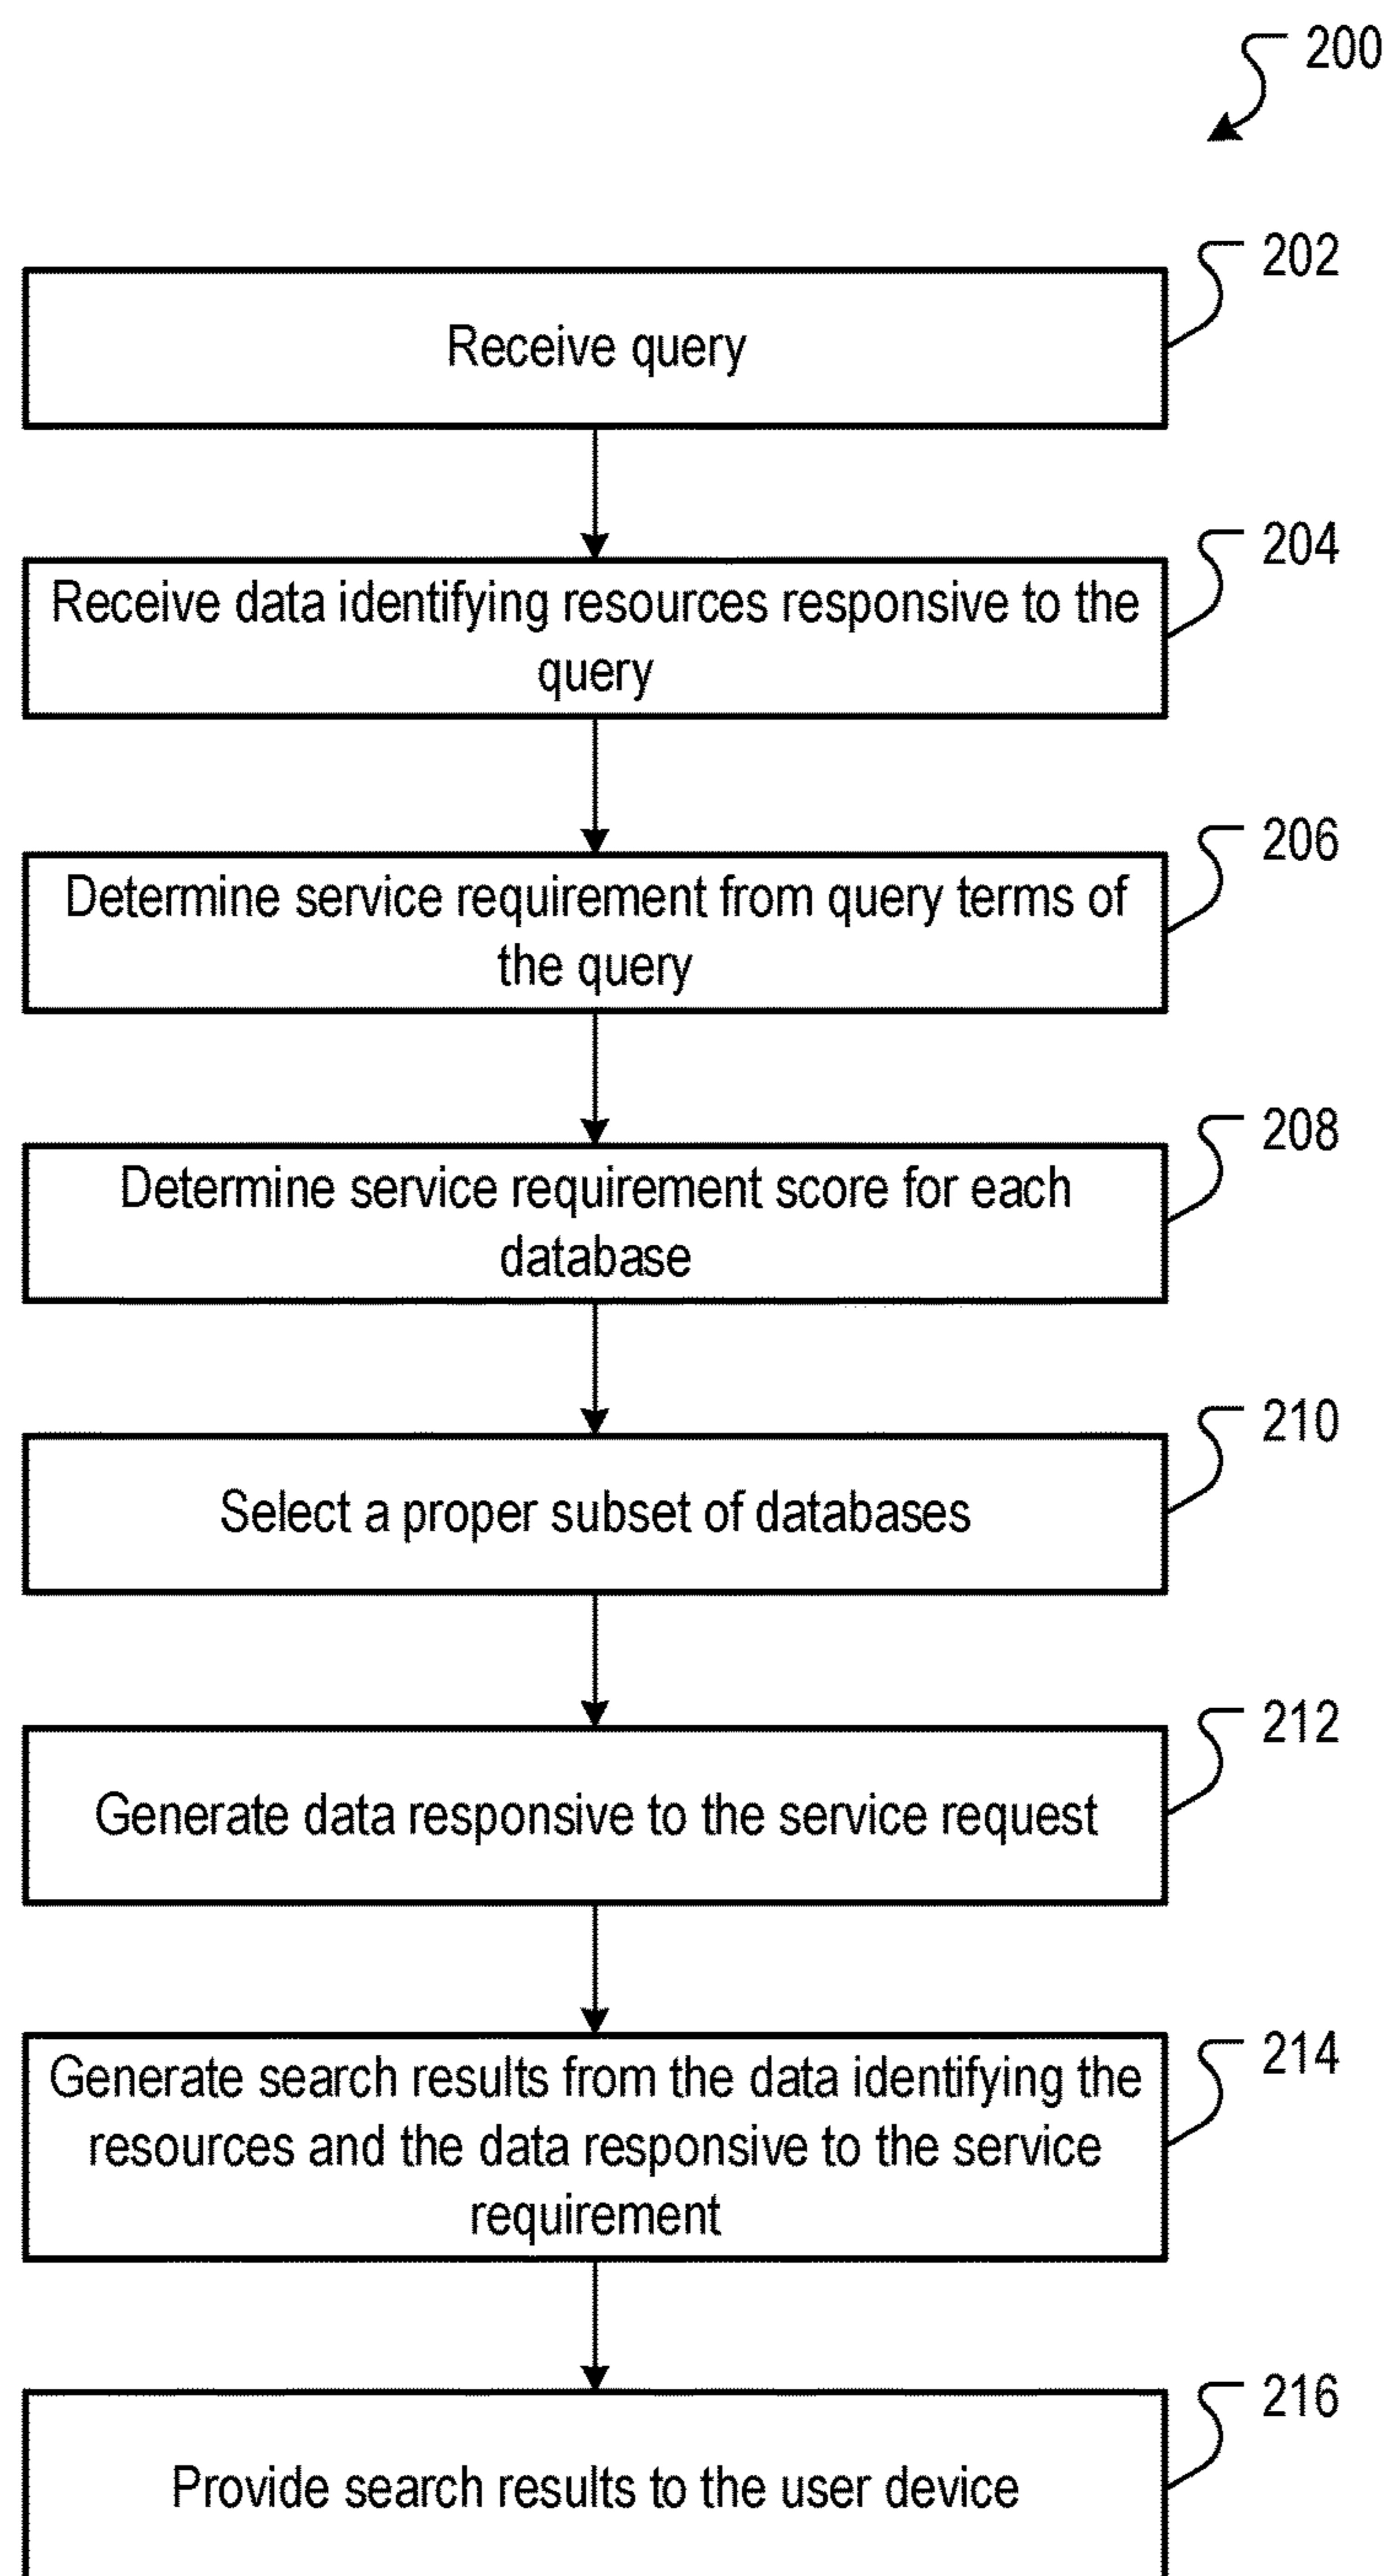 200
202
Receive query
204
Receive data identifying resources responsive to the
query
206
Determine service requirement from query terms of
the query
208
Determine service requirement score for each
database
210
Select a proper subset of databases
212
Generate data responsive to the service request
214
Generate search results from the data identifying the
resources and the data responsive to the service
requirement
216
Provide search results to the user device